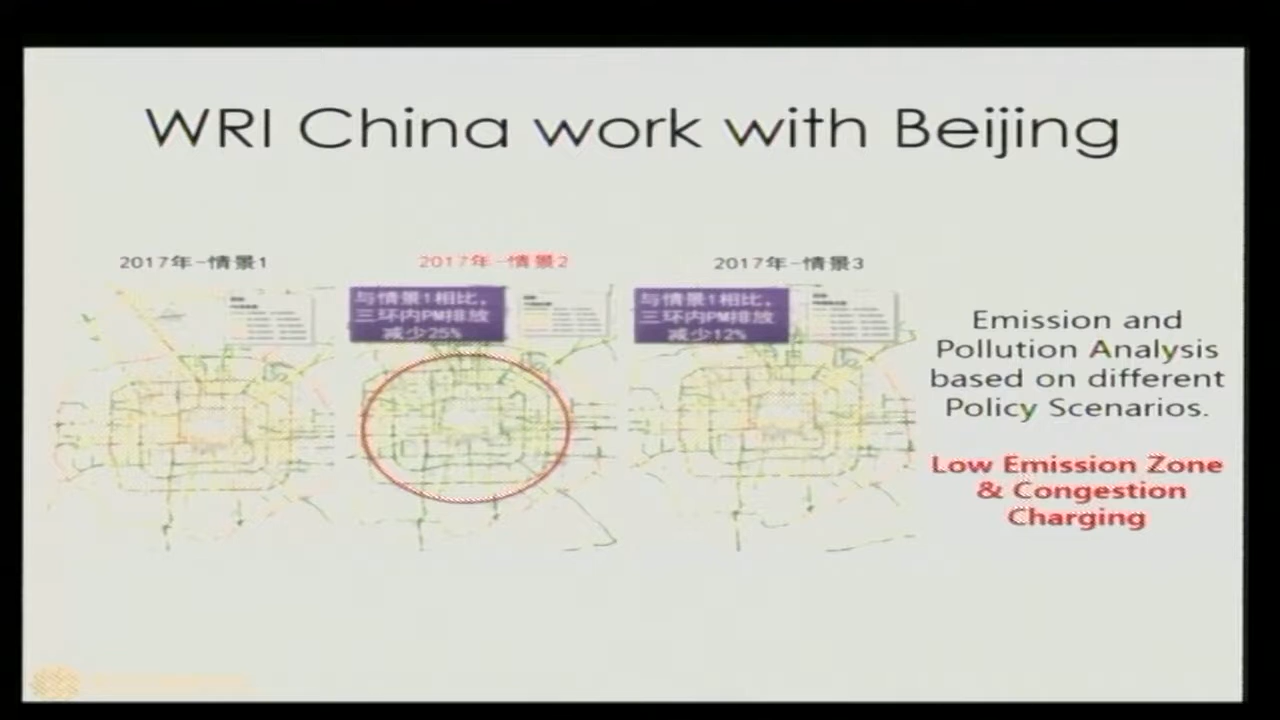 WRI China work with Beijing
2017年-情景1
2017年-情景2
2017年-情景3
与情景1相比，
三环内PM排放
减少25%
与情景1相比，
三环内PM排放
减少12%
Emission and
Pollution Analysis
based on different
Policy Scenarios.
Low Emission Zone
& Congestion
Charging